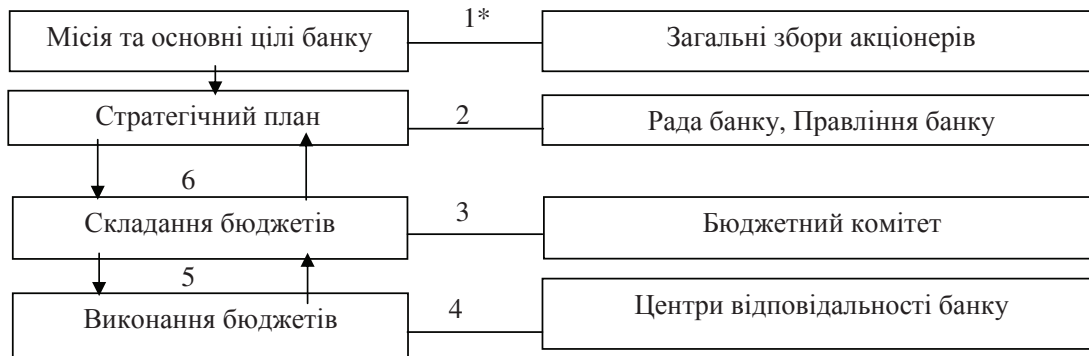 1*
Місія та основні цілі банку
Загальні збори акціонерів
Стратегічний план
2
Рада банку, Правління банку
6
Складання бюджетів
3
Бюджетний комітет
5
Виконання бюджетів
4
Центри відповідальності банку